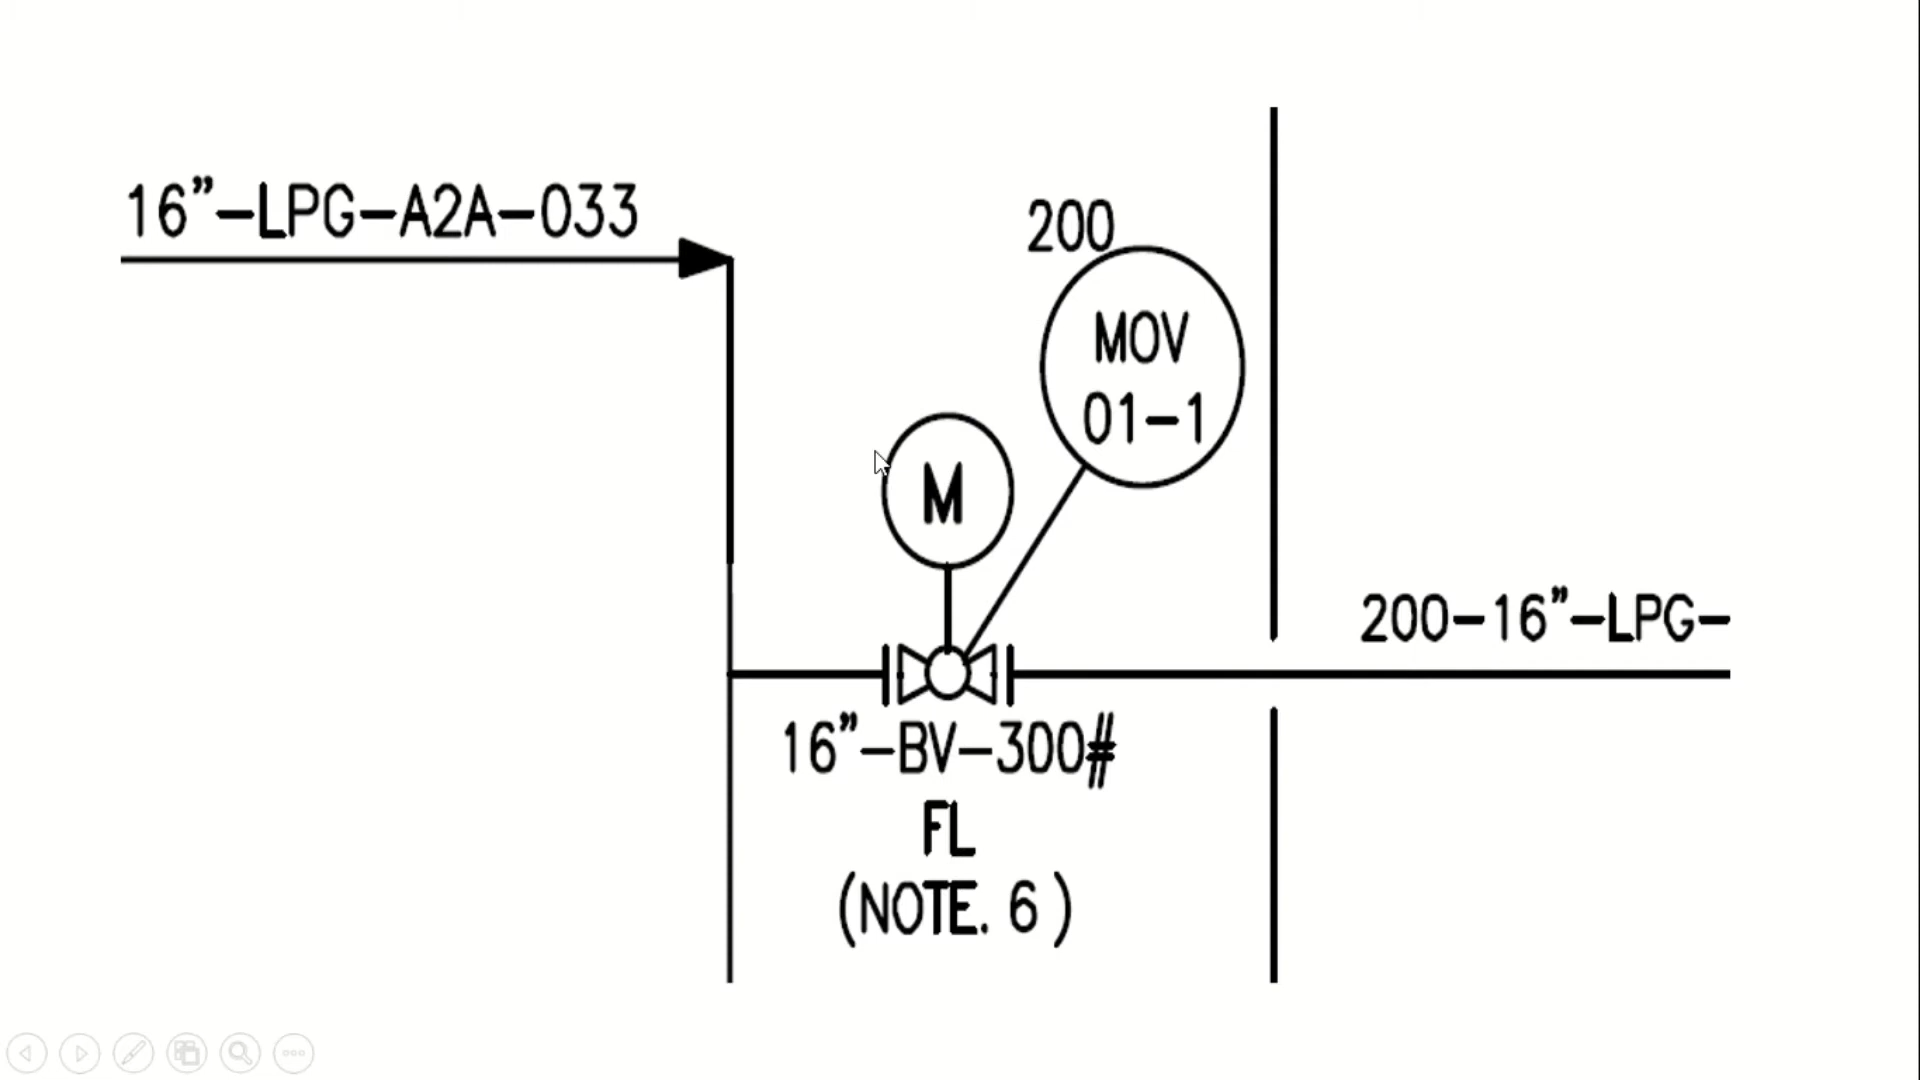 16”-LPG-A2A-033
200
MOV
01-1
M
200-16”-LPG-
16”-BV-300#
FL
(NOTE. 6 )